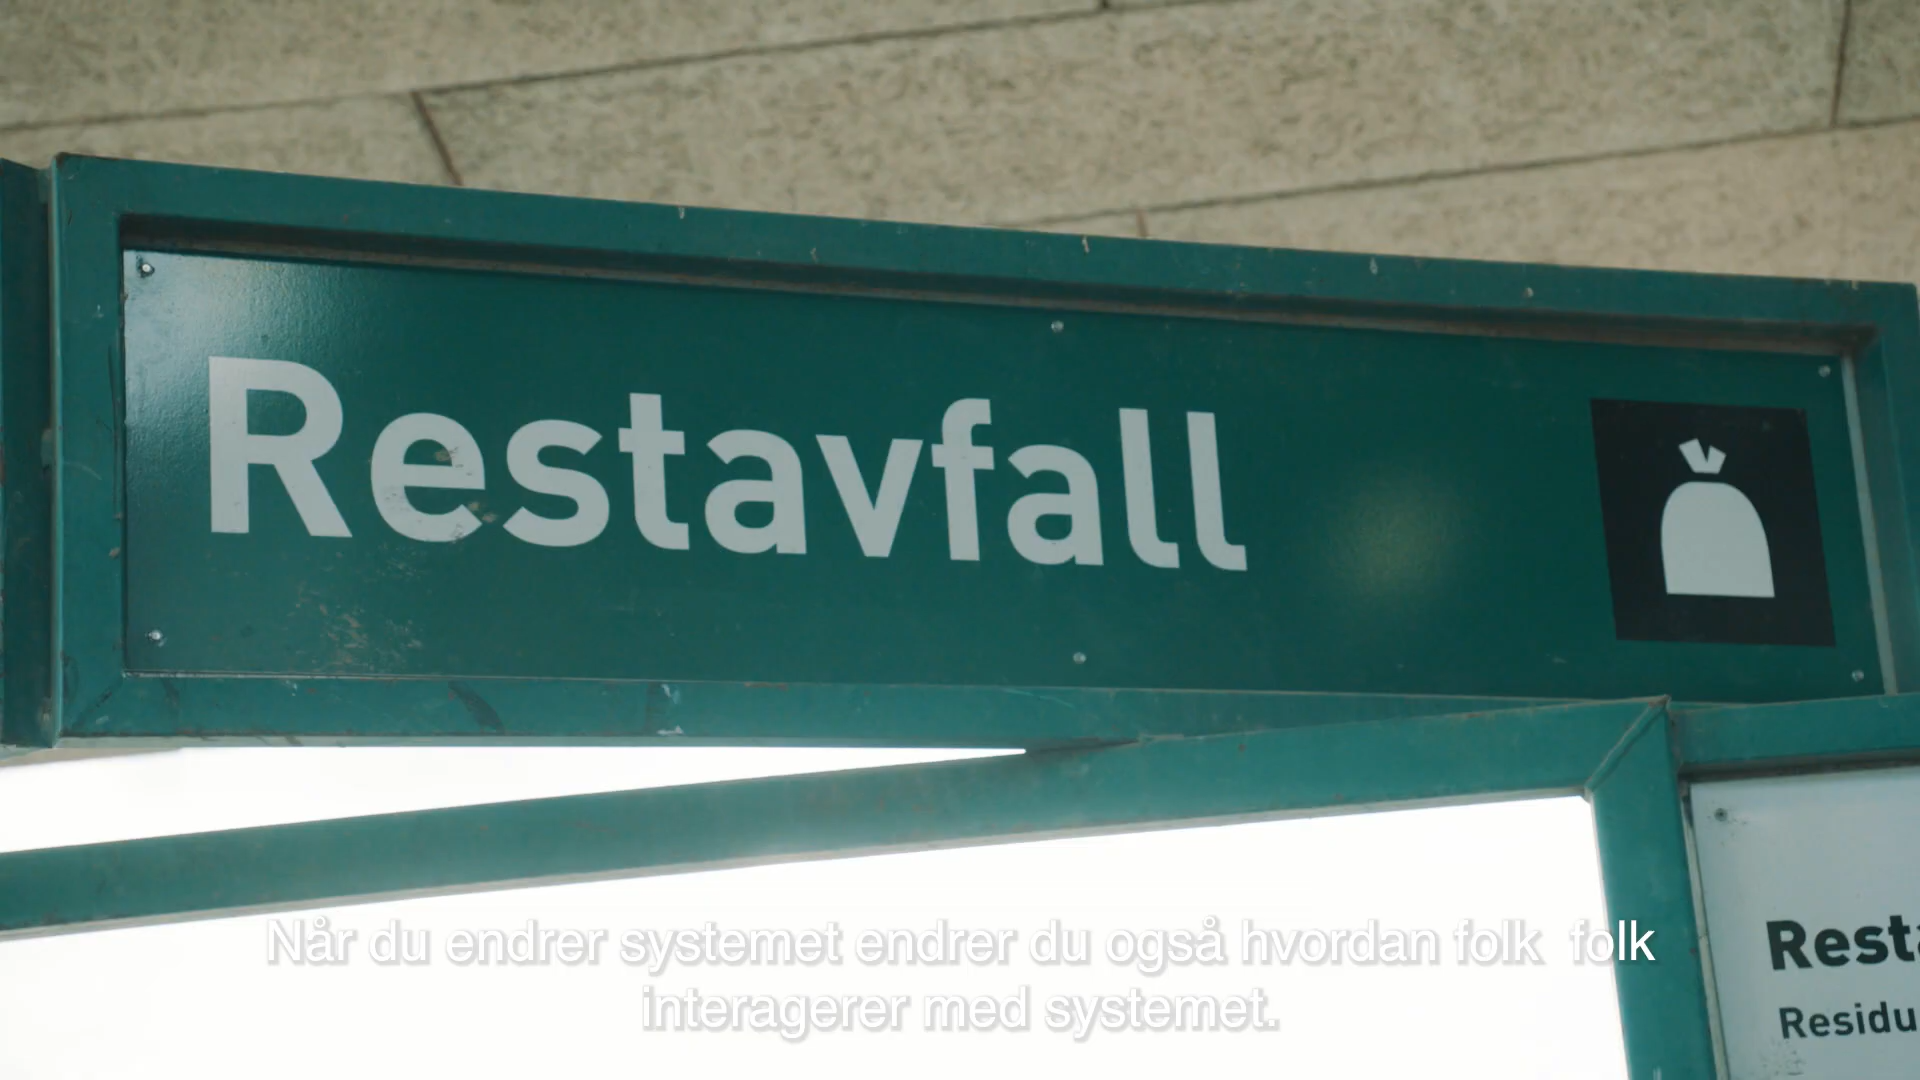 Restavfall
Resta
Residu
Når du endrer systemet endrer du også hvordan folk  folk
interagerer med systemet.